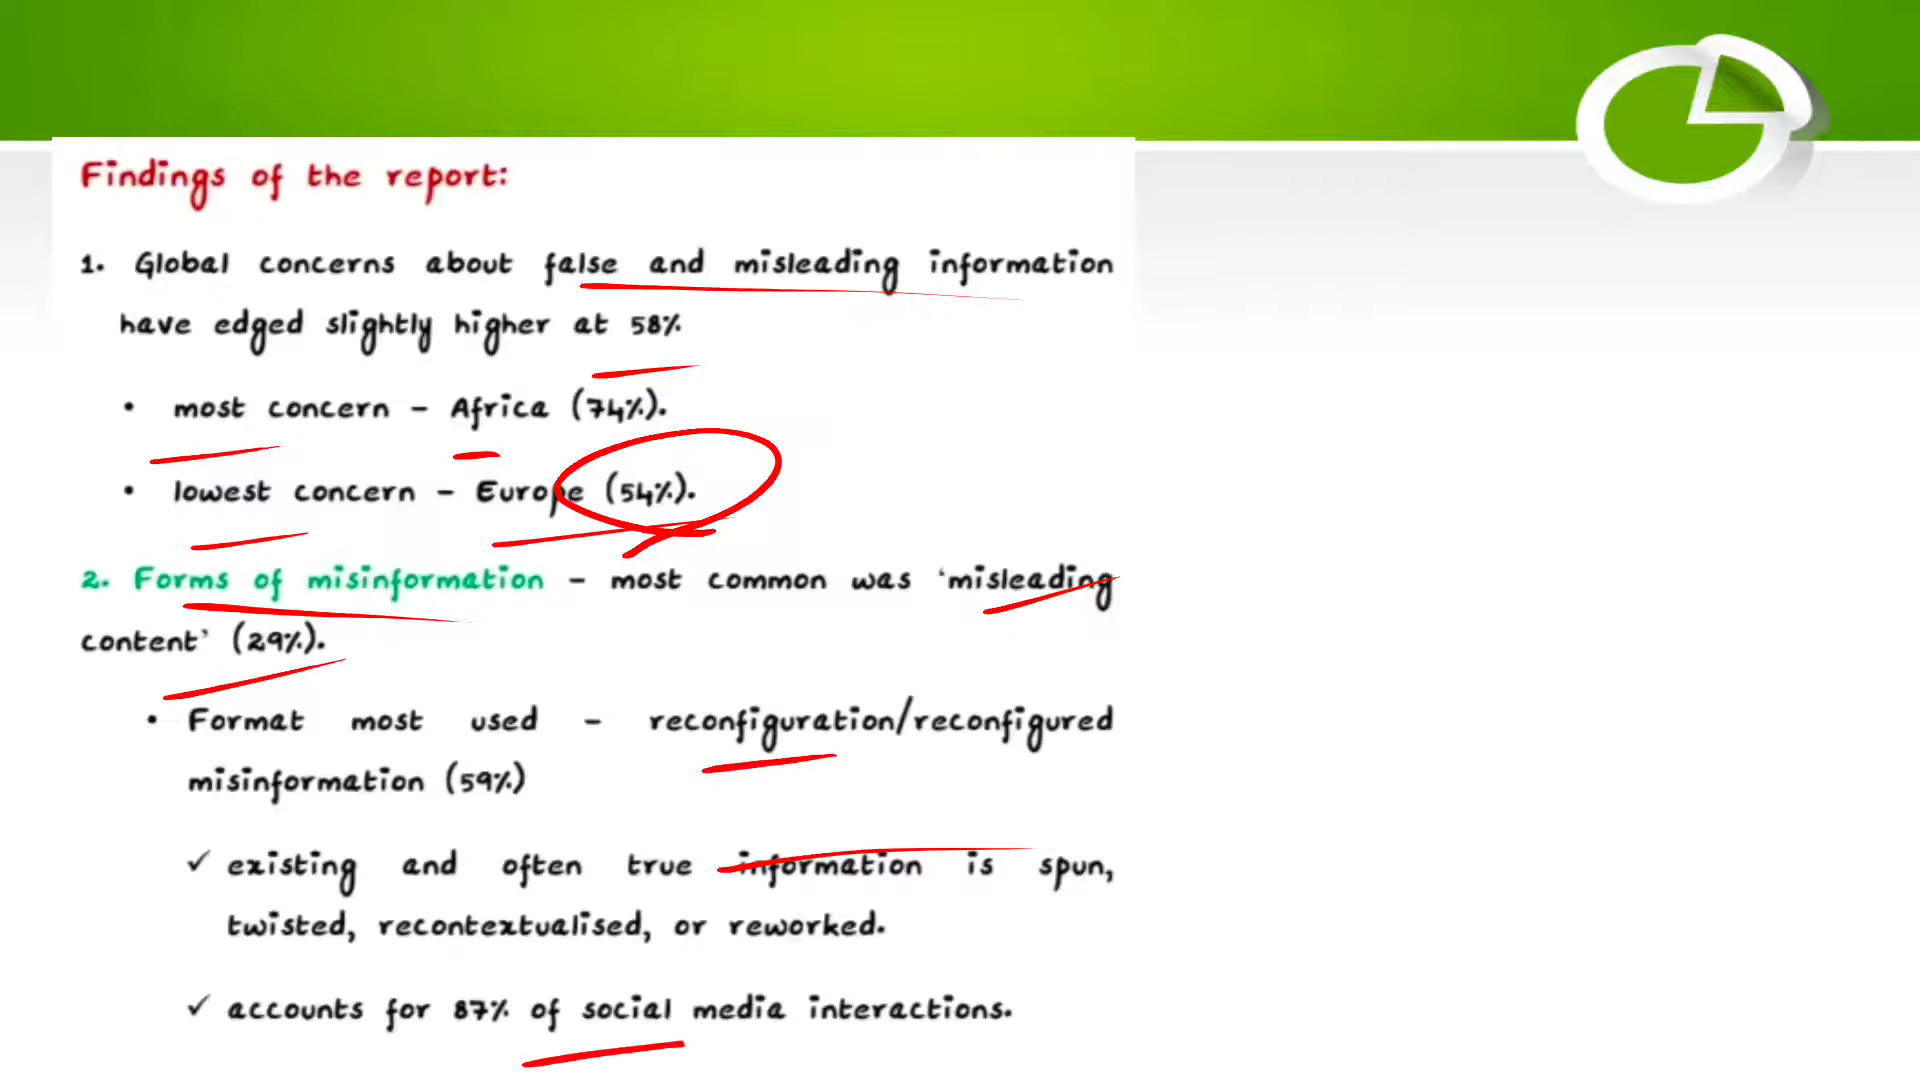 Findings of the report:
1. Global concerns about false and misleading information
have edged slightly higher at 58%
• most concern - Africa (74%).
• lowest concern - Europe (54%).
2. Forms of misinformation - most common was 'misleading
content' (29%).
• Format most used - reconfiguration/reconfigured
misinformation (59%)
✓ existing and often true information is spun,
twisted, recontextualised, or reworked.
✓ accounts for 87% of social media interactions.